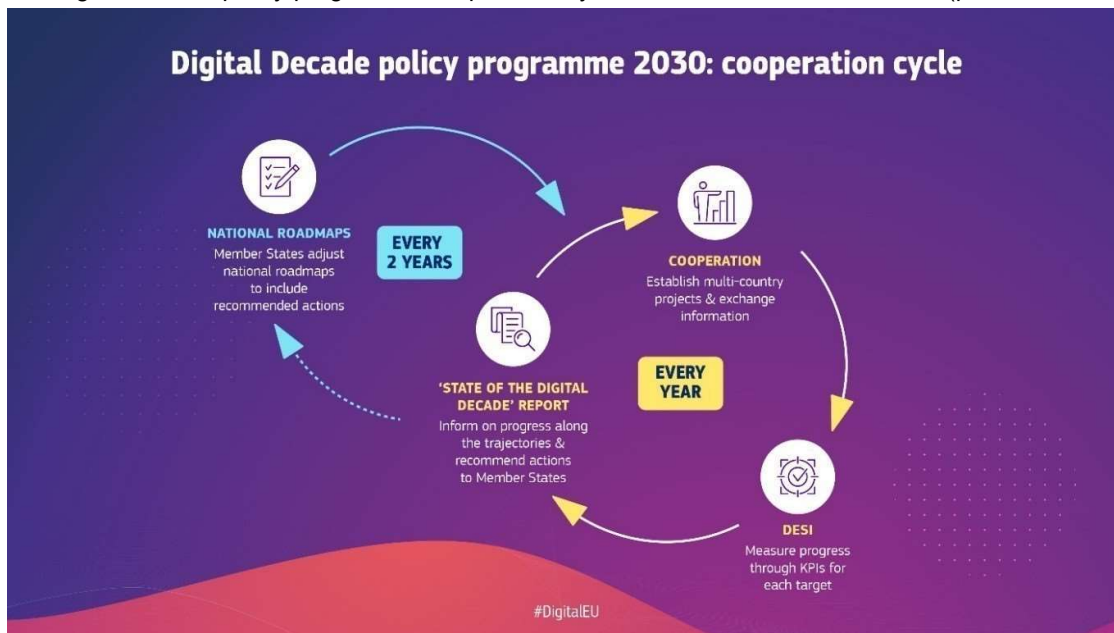 Digital Decade policy programme 2030: cooperation cycle
NATIONAL ROADMAPS
Member States adjust
national roadmaps
to include
recommended actions
EVERY
2 YEARS
COOPERATION
Establish multi-country
projects & exchange
information
'STATE OF THE DIGITAL
DECADE' REPORT
Inform on progress along
the trajectories &
recommend actions
to Member States
EVERY
YEAR
DESI
Measure progress
through KPIs for
each target
#DigitalEU